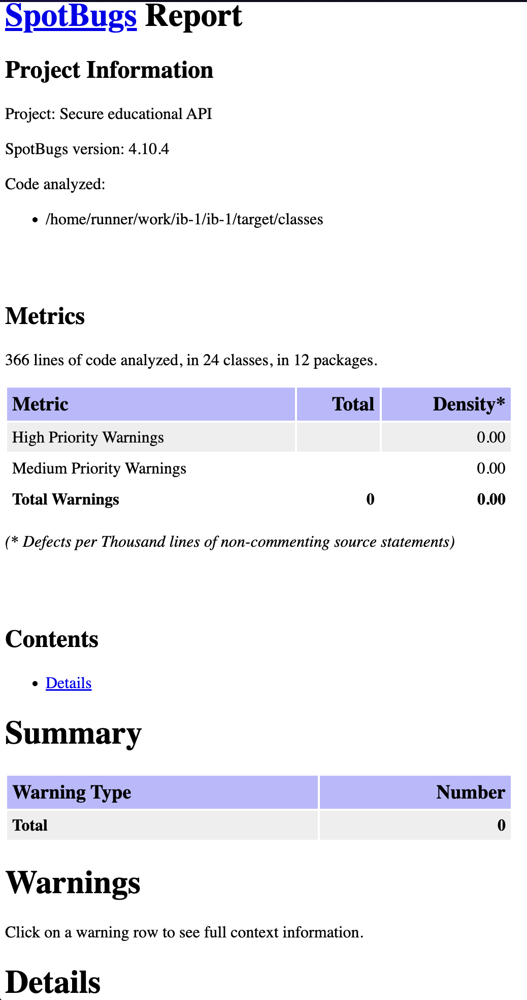 SpotBugs Report
Project Information
Project: Secure educational API
SpotBugs version: 4.10.4
Code analyzed:
• /home/runner/work/ib-1/ib-1/target/classes
Metrics
366 lines of code analyzed, in 24 classes, in 12 packages.
Metric Total Density*
High Priority Warnings 0.00
Medium Priority Warnings 0.00
Total Warnings 0 0.00
(* Defects per Thousand lines of non-commenting source statements)
Contents
• Details
Summary
Warning Type Number
Total 0
Warnings
Click on a warning row to see full context information.
Details